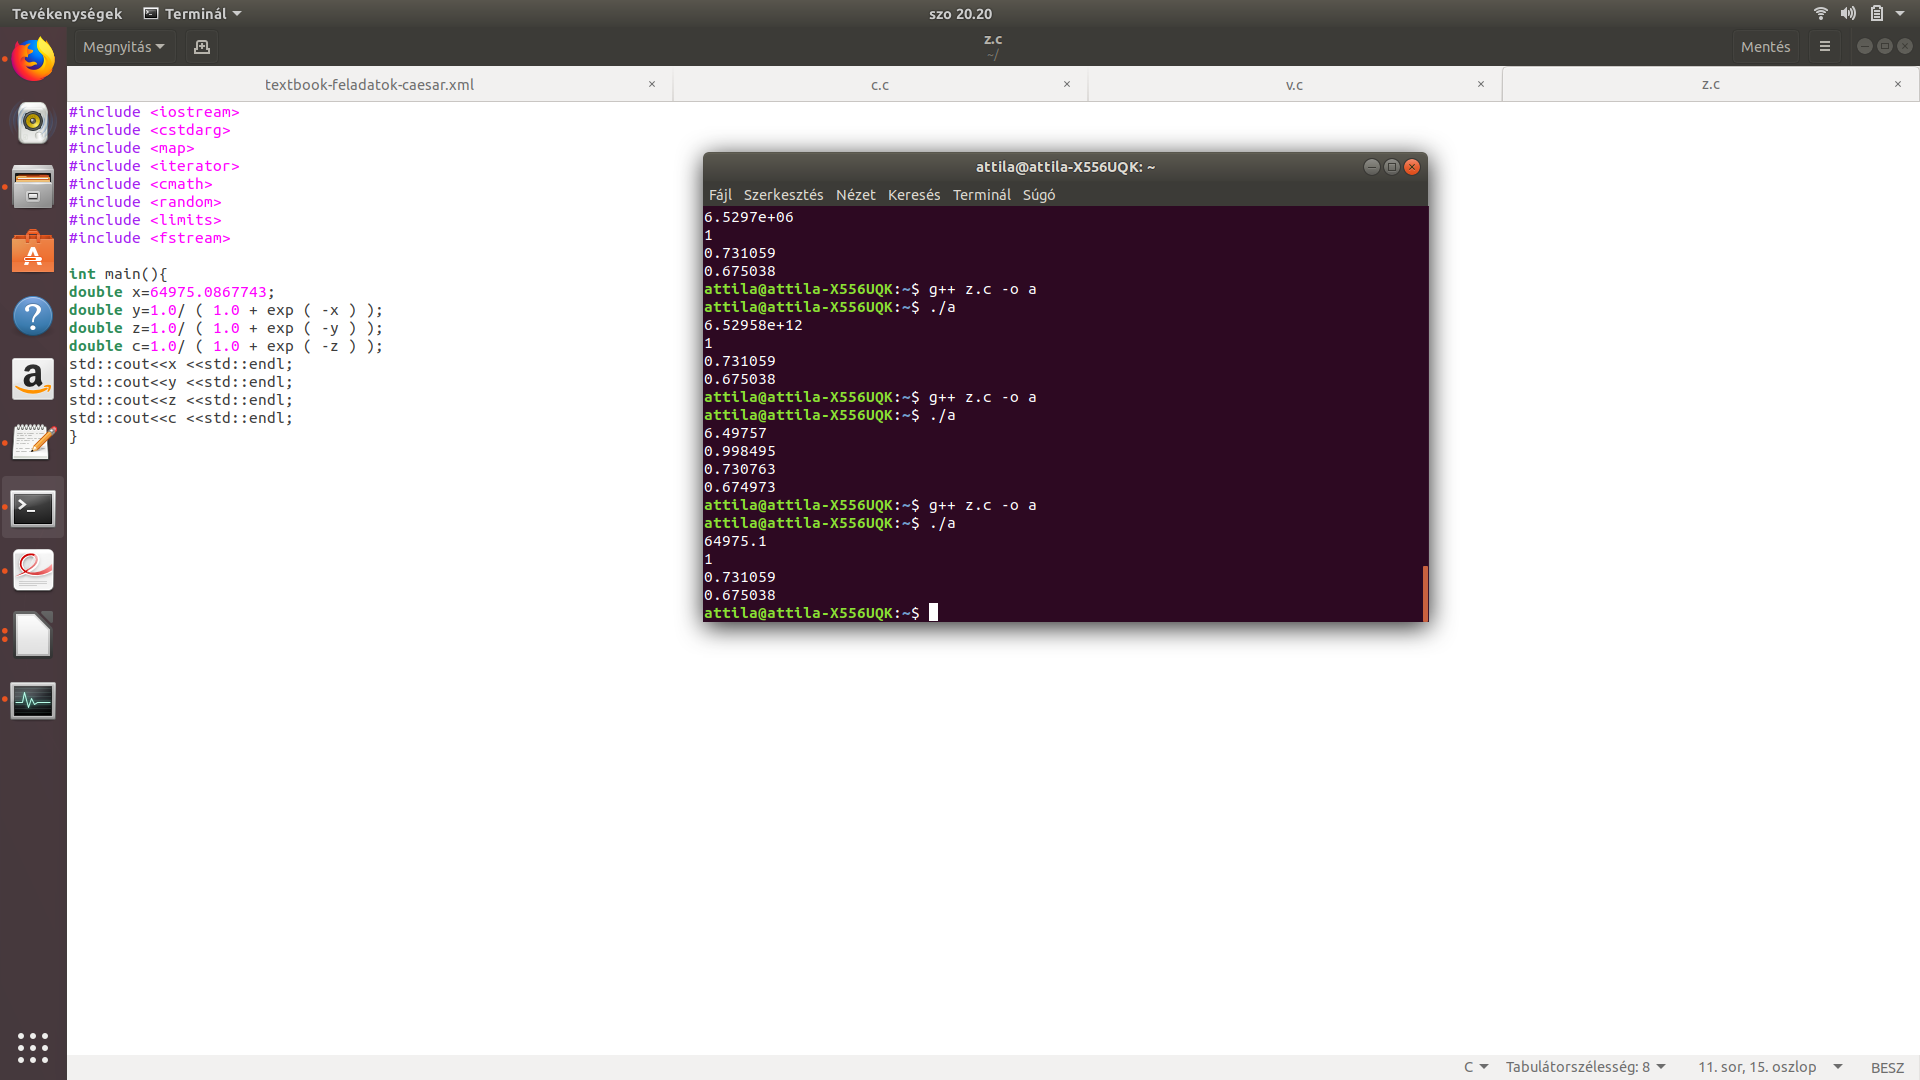 Tevékenységek Terminál szo 20.20
Megnyitás z.c Mentés
~/
textbook-feladatok-caesar.xml × c.c × v.c × z.c ×
#include <iostream>
#include <cstdarg>
#include <map>
#include <iterator>
#include <cmath>
#include <random>
#include <limits>
#include <fstream>
int main(){
double x=64975.0867743;
double y=1.0/ ( 1.0 + exp ( -x ) );
double z=1.0/ ( 1.0 + exp ( -y ) );
double c=1.0/ ( 1.0 + exp ( -z ) );
std::cout<<x <<std::endl;
std::cout<<y <<std::endl;
std::cout<<z <<std::endl;
std::cout<<c <<std::endl;
}
attila@attila-X556UQK: ~
Fájl Szerkesztés Nézet Keresés Terminál Súgó
6.5297e+06
1
0.731059
0.675038
attila@attila-X556UQK:~$ g++ z.c -o a
attila@attila-X556UQK:~$ ./a
6.52958e+12
1
0.731059
0.675038
attila@attila-X556UQK:~$ g++ z.c -o a
attila@attila-X556UQK:~$ ./a
6.49757
0.998495
0.730763
0.674973
attila@attila-X556UQK:~$ g++ z.c -o a
attila@attila-X556UQK:~$ ./a
64975.1
1
0.731059
0.675038
attila@attila-X556UQK:~$
C Tabulátorszélesség: 8 11. sor, 15. oszlop BESZ